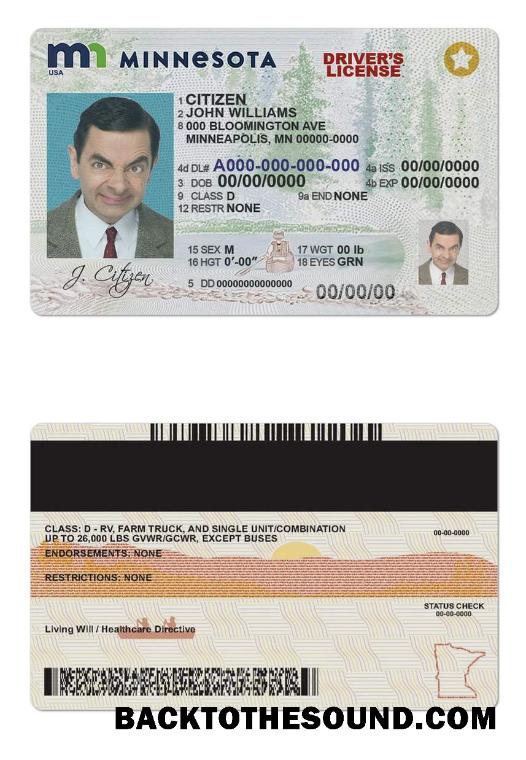 mn MINNESOTA
USA
DRIVER'S
LICENSE
1 CITIZEN
2 JOHN WILLIAMS
8 000 BLOOMINGTON AVE
MINNEAPOLIS, MN 00000-0000
4d DL# A000-000-000-000 4a ISS 00/00/0000
3 DOB 00/00/0000 4b EXP 00/00/0000
9 CLASS D 9a END NONE
12 RESTR NONE
15 SEX M 17 WGT 00 lb
16 HGT 0'-00" 18 EYES GRN
J. Citizen
5 DD 00000000000000
00/00/00
CLASS: D - RV, FARM TRUCK, AND SINGLE UNIT/COMBINATION
UP TO 26,000 LBS GVWR/GCWR, EXCEPT BUSES
00-00-0000
ENDORSEMENTS: NONE
RESTRICTIONS: NONE
STATUS CHECK
00-00-0000
Living Will / Healthcare Directive
BACKTOTHESOUND.COM